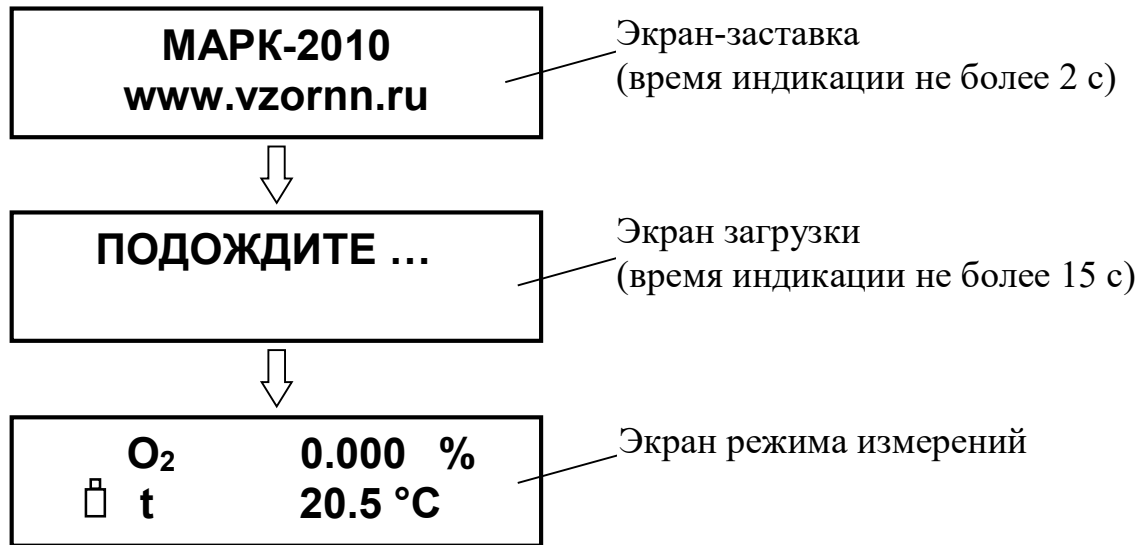 МАРК-2010
www.vzornn.ru
Экран-заставка
(время индикации не более 2 с)
ПОДОЖДИТЕ ...
Экран загрузки
(время индикации не более 15 с)
O₂ 0.000 %
t 20.5 °C
Экран режима измерений